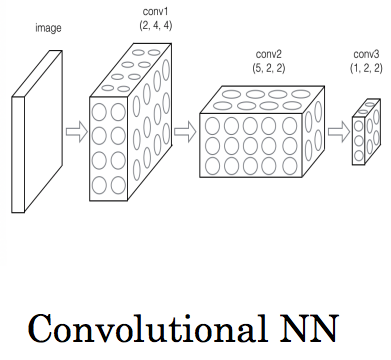 image
conv1
(2, 4, 4)
conv2
(5, 2, 2)
conv3
(1, 2, 2)
Convolutional NN